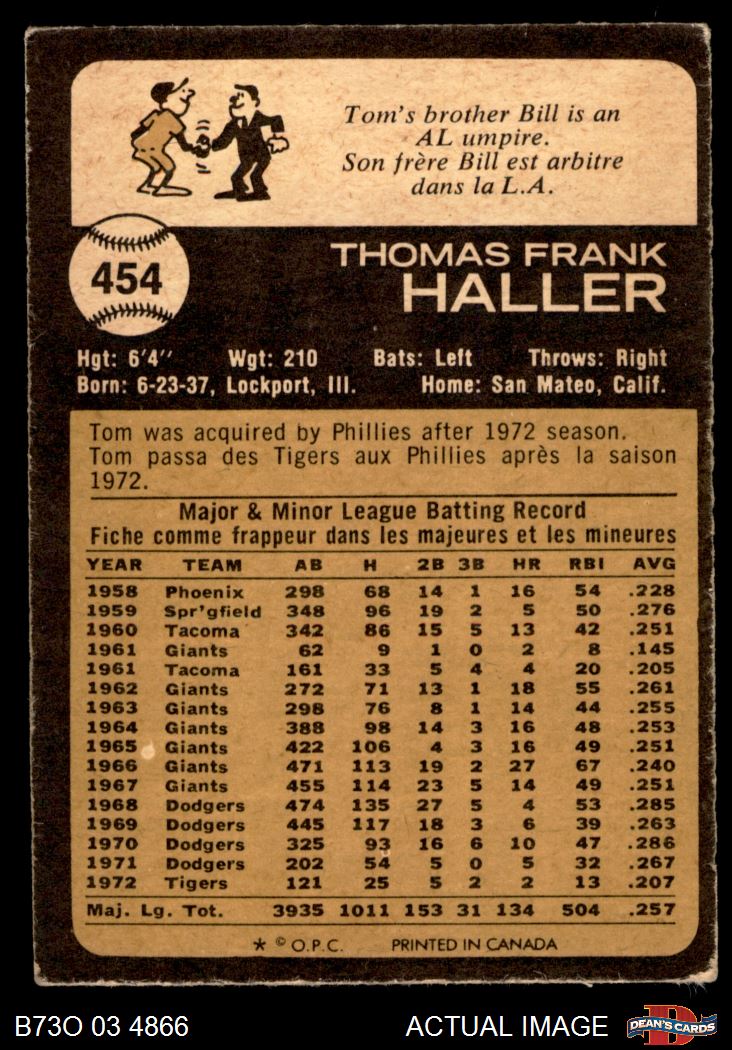 Tom's brother Bill is an
AL umpire.
Son frère Bill est arbitre
dans la L.A.
454
THOMAS FRANK
HALLER
Hgt: 6'4" Wgt: 210 Bats: Left Throws: Right
Born: 6-23-37, Lockport, Ill. Home: San Mateo, Calif.
Tom was acquired by Phillies after 1972 season.
Tom passa des Tigers aux Phillies après la saison
1972.
Major & Minor League Batting Record
Fiche comme frappeur dans les majeures et les mineures
YEAR TEAM AB H 2B 3B HR RBI AVG
1958 Phoenix 298 68 14 1 16 54 .228
1959 Spr'gfield 348 96 19 2 5 50 .276
1960 Tacoma 342 86 15 5 13 42 .251
1961 Giants 62 9 1 0 2 8 .145
1961 Tacoma 161 33 5 4 4 20 .205
1962 Giants 272 71 13 1 18 55 .261
1963 Giants 298 76 8 1 14 44 .255
1964 Giants 388 98 14 3 16 48 .253
1965 Giants 422 106 4 3 16 49 .251
1966 Giants 471 113 19 2 27 67 .240
1967 Giants 455 114 23 5 14 49 .251
1968 Dodgers 474 135 27 5 4 53 .285
1969 Dodgers 445 117 18 3 6 39 .263
1970 Dodgers 325 93 16 6 10 47 .286
1971 Dodgers 202 54 5 0 5 32 .267
1972 Tigers 121 25 5 2 2 13 .207
Maj. Lg. Tot. 3935 1011 153 31 134 504 .257
* © O.P.C. PRINTED IN CANADA
B73O 03 4866 ACTUAL IMAGE D DEAN'S CARDS